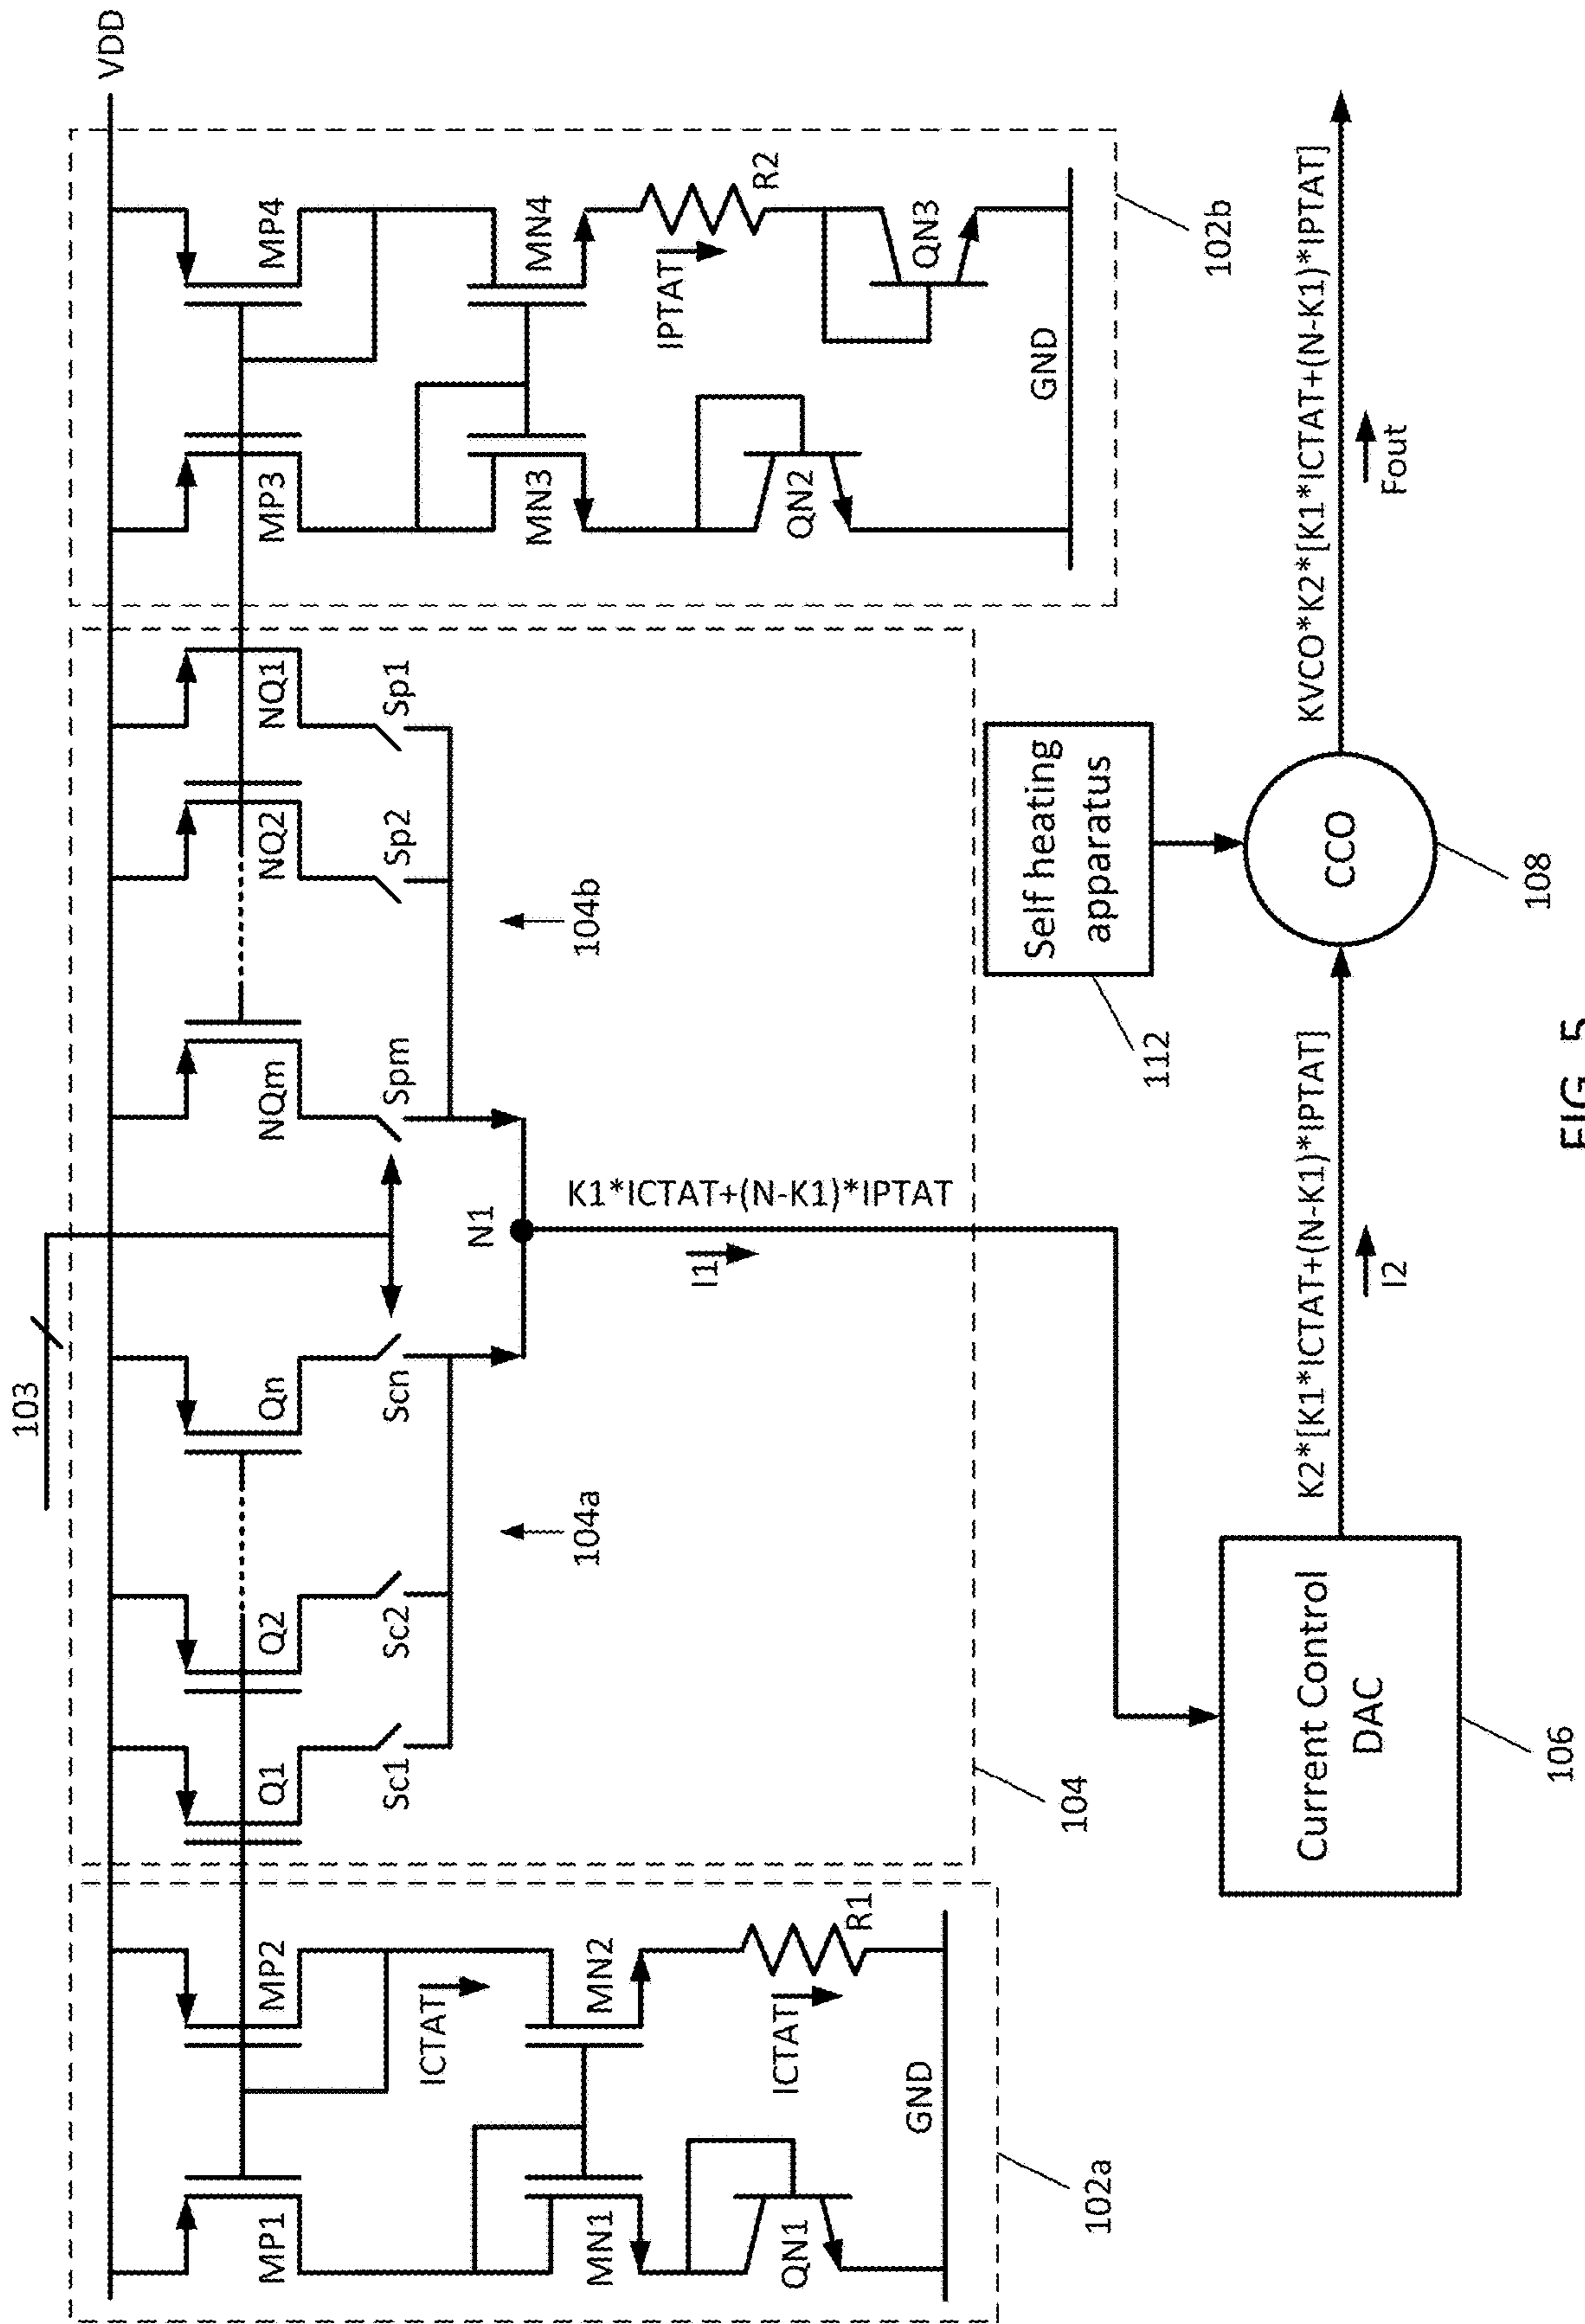 103
VDD
MP1
MP2
Q1
Q2
Qn
NQm
NQ2
NQ1
MP3
MP4
Sc1
Sc2
Scn
Spm
Sp2
Sp1
ICTAT
N1
MN1
MN2
104a
104b
MN3
MN4
K1*ICTAT+(N-K1)*IPTAT
I1
IPTAT
R2
QN1
ICTAT
R1
QN2
QN3
GND
GND
102a
104
102b
112
Self heating
apparatus
Current Control
DAC
106
K2*[K1*ICTAT+(N-K1)*IPTAT]
I2
CCO
108
KVCO*K2*[K1*ICTAT+(N-K1)*IPTAT]
Fout
FIG. 5